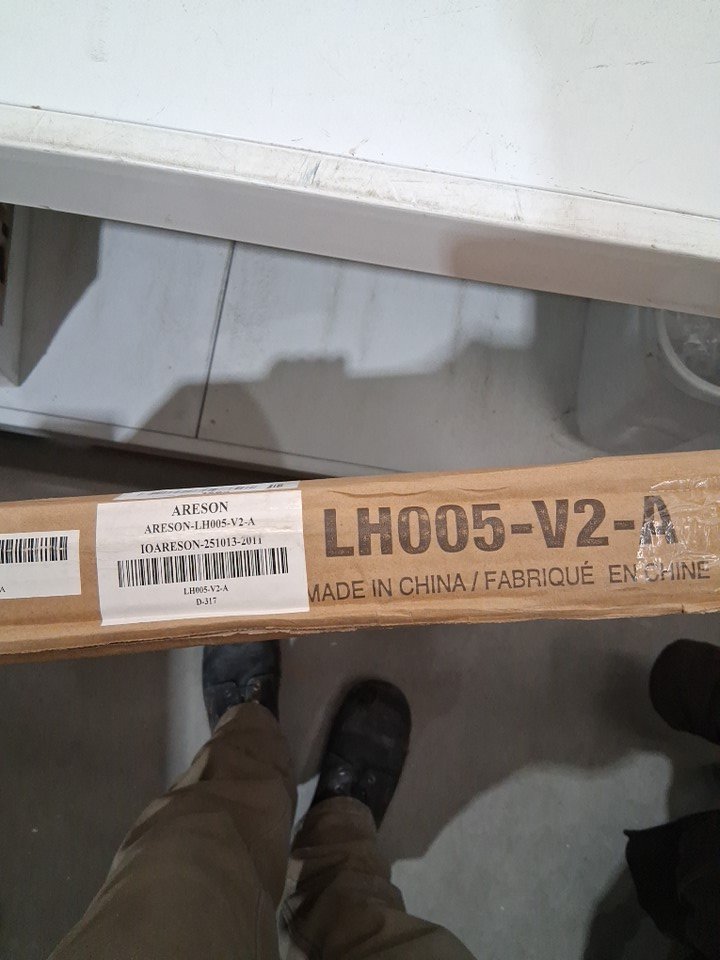 ARESON
ARESON-LH005-V2-A
IOARESON-251013-2011
LH005-V2-A
D-317
LH005-V2-A
MADE IN CHINA / FABRIQUÉ EN CHINE